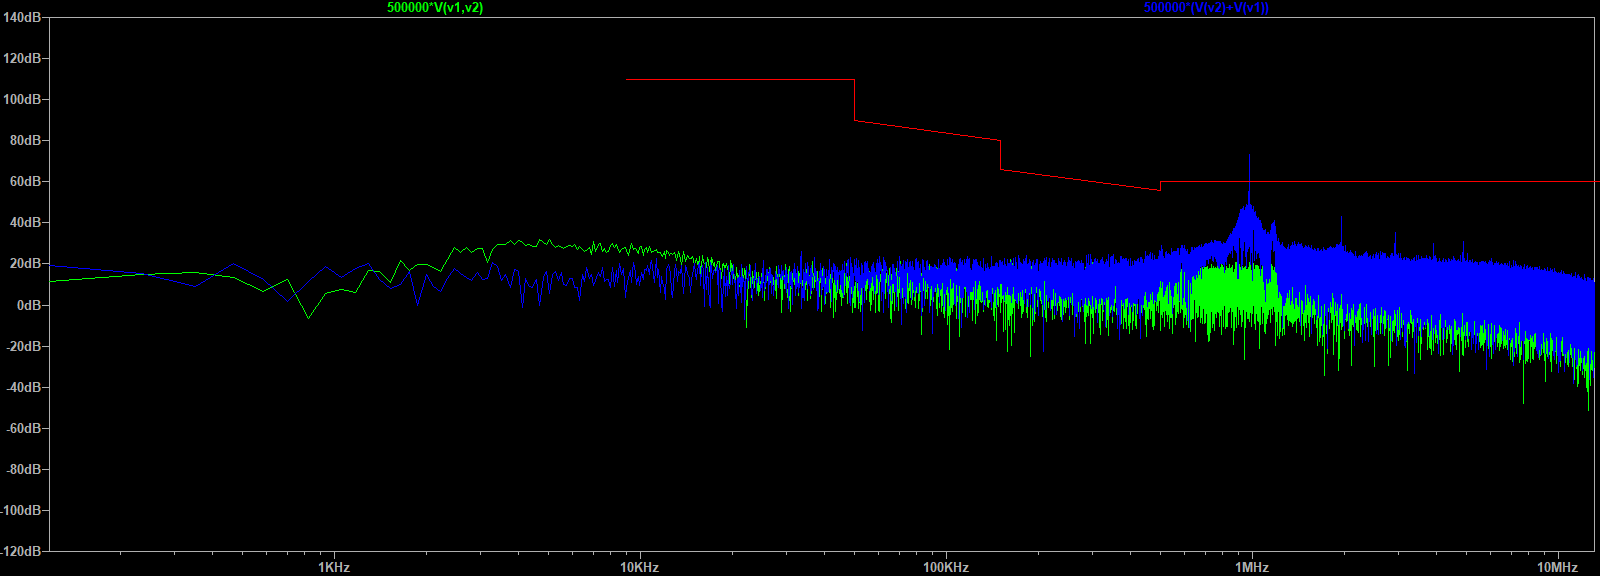 500000*V(v1,v2) 500000*(V(v2)+V(v1))
140dB
120dB
100dB
80dB
60dB
40dB
20dB
0dB
-20dB
-40dB
-60dB
-80dB
-100dB
-120dB
1KHz 10KHz 100KHz 1MHz 10MHz